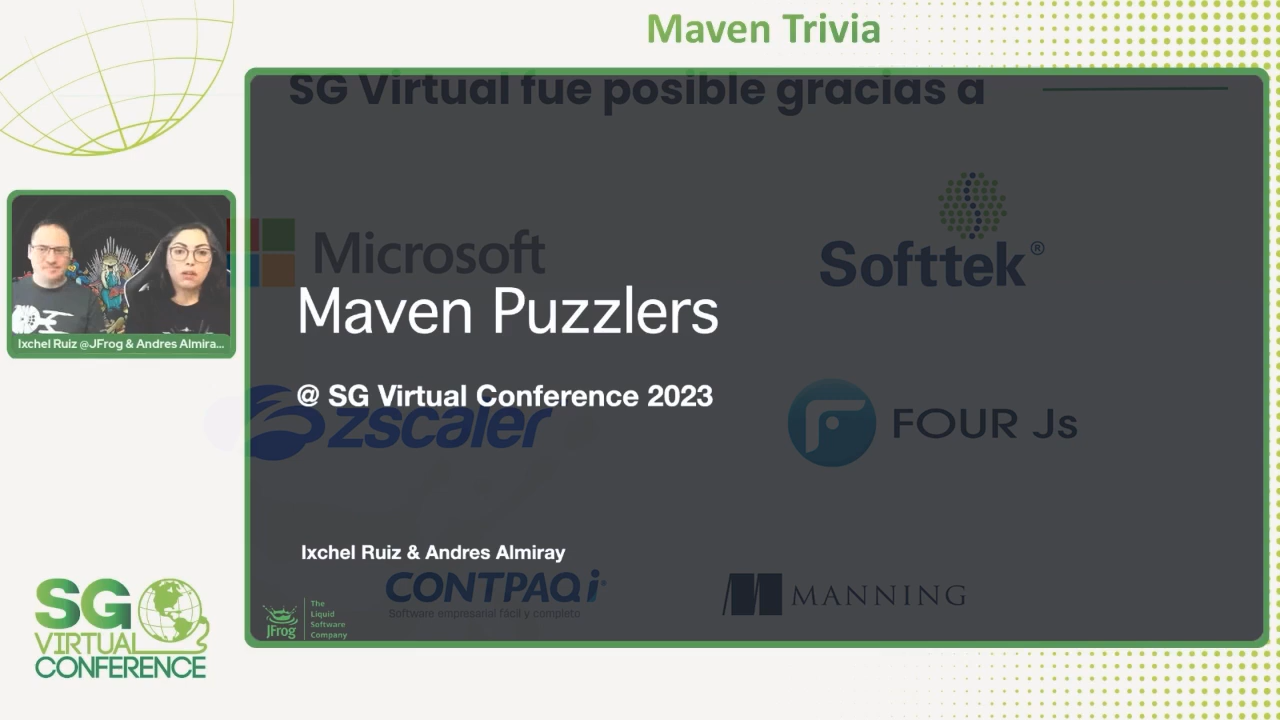 Maven Trivia
SG Virtual fue posible gracias a
Microsoft
Softtek®
Maven Puzzlers
@ SG Virtual Conference 2023
zscaler
FOUR Js
Ixchel Ruiz @JFrog & Andres Almira...
Ixchel Ruiz & Andres Almiray
CONTPAQi®
Software empresarial fácil y completo
MANNING
JFrog
The
Liquid
Software
Company
SG
VIRTUAL
CONFERENCE